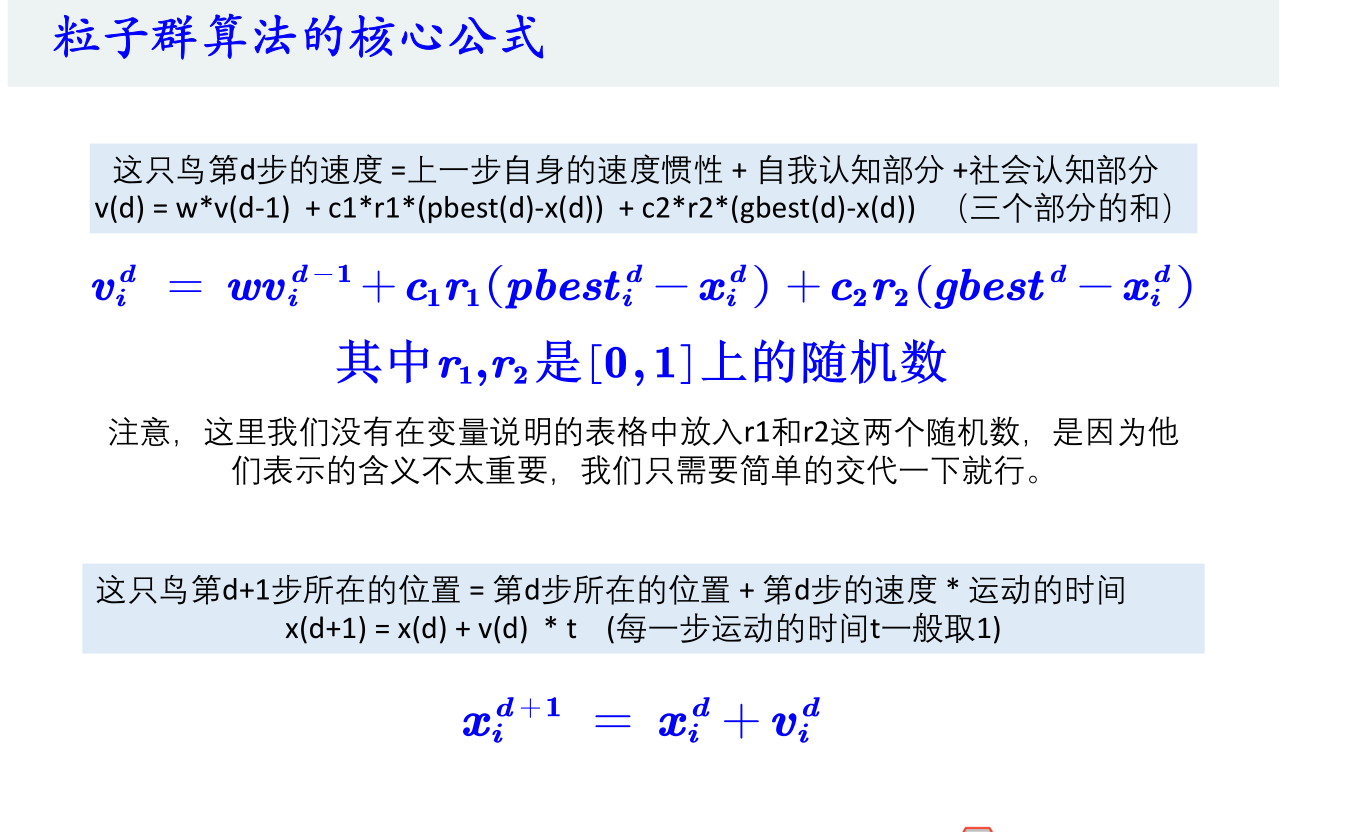 粒子群算法的核心公式
这只鸟第d步的速度 =上一步自身的速度惯性 + 自我认知部分 +社会认知部分
v(d) = w*v(d-1) + c1*r1*(pbest(d)-x(d)) + c2*r2*(gbest(d)-x(d)) （三个部分的和）
$v_i^d = wv_i^{d-1} + c_1r_1(pbest_i^d - x_i^d) + c_2r_2(gbest^d - x_i^d)$
其中$r_1$,$r_2$是[0,1]上的随机数
注意，这里我们没有在变量说明的表格中放入r1和r2这两个随机数，是因为他
们表示的含义不太重要，我们只需要简单的交代一下就行。
这只鸟第d+1步所在的位置 = 第d步所在的位置 + 第d步的速度 * 运动的时间
x(d+1) = x(d) + v(d) * t (每一步运动的时间t一般取1)
$x_i^{d+1} = x_i^d + v_i^d$